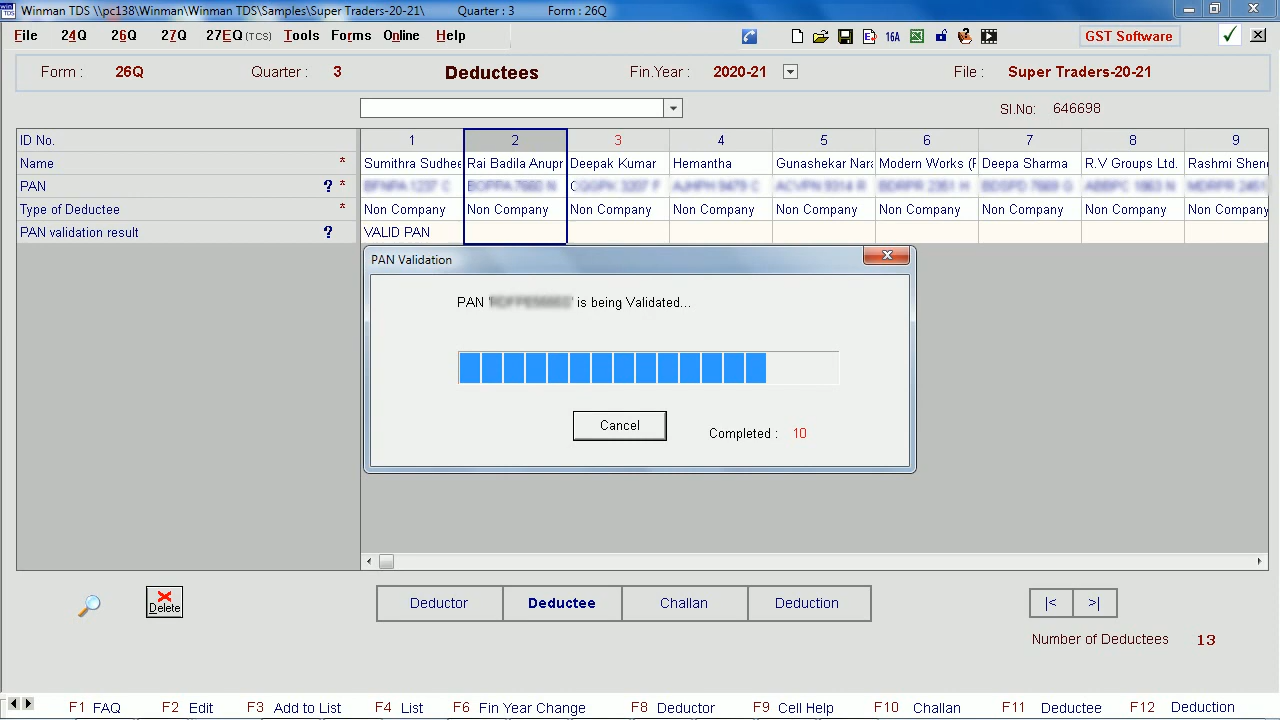 Winman TDS \\pc138\Winman\Winman TDS\Samples\Super Traders-20-21\ Quarter : 3 Form : 26Q
File 24Q 26Q 27Q 27EQ (TCS) Tools Forms Online Help 16A GST Software
Form : 26Q Quarter : 3 Deductees Fin.Year : 2020-21 File : Super Traders-20-21
Sl.No: 646698
ID No. 1 2 3 4 5 6 7 8 9
Name * Sumithra Sudhee Rai Badila Anupr Deepak Kumar Hemantha Gunashekar Nara Modern Works (F Deepa Sharma R.V Groups Ltd. Rashmi Shen
PAN ? *
Type of Deductee * Non Company Non Company Non Company Non Company Non Company Non Company Non Company Non Company Non Company
PAN validation result ? VALID PAN
PAN Validation
PAN ' ' is being Validated...
Cancel Completed : 10
Delete Deductor Deductee Challan Deduction |< >|
Number of Deductees 13
F1 FAQ F2 Edit F3 Add to List F4 List F6 Fin Year Change F8 Deductor F9 Cell Help F10 Challan F11 Deductee F12 Deduction